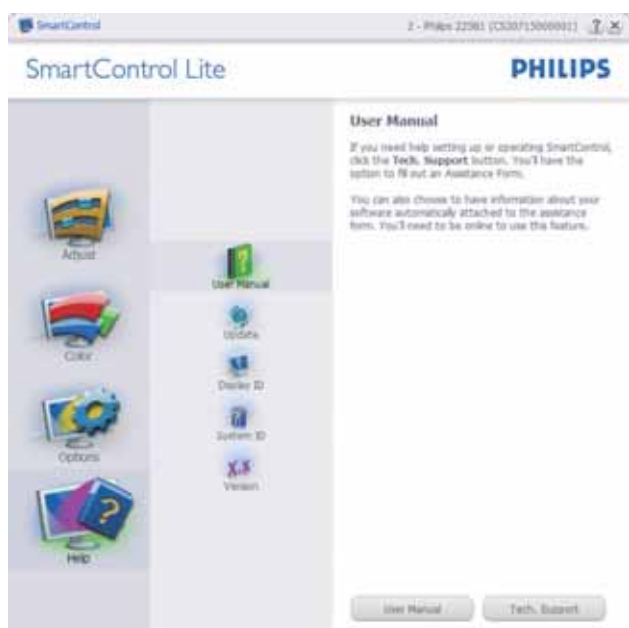 SmartControl
2 - Philips
? X
SmartControl Lite
PHILIPS
User Manual
If you need help setting up or operating SmartControl,
click the Tech. Support button. You'll have the
option to fill out an Assistance Form.
You can also choose to have information about your
software automatically attached to the assistance
form. You'll need to be online to use this feature.
Adjust
User Manual
Color
Update
Display ID
Options
System ID
X.X
Version
Help
User Manual
Tech. Support